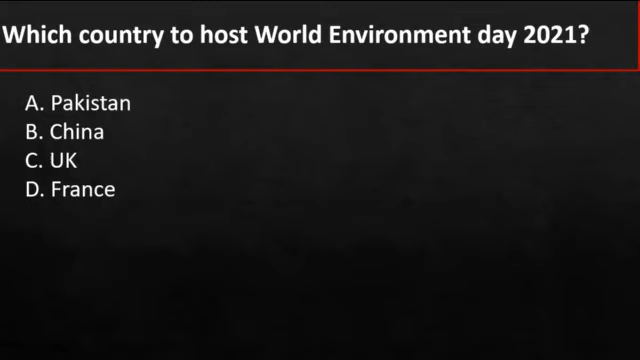 Which country to host World Environment day 2021?
A. Pakistan
B. China
C. UK
D. France